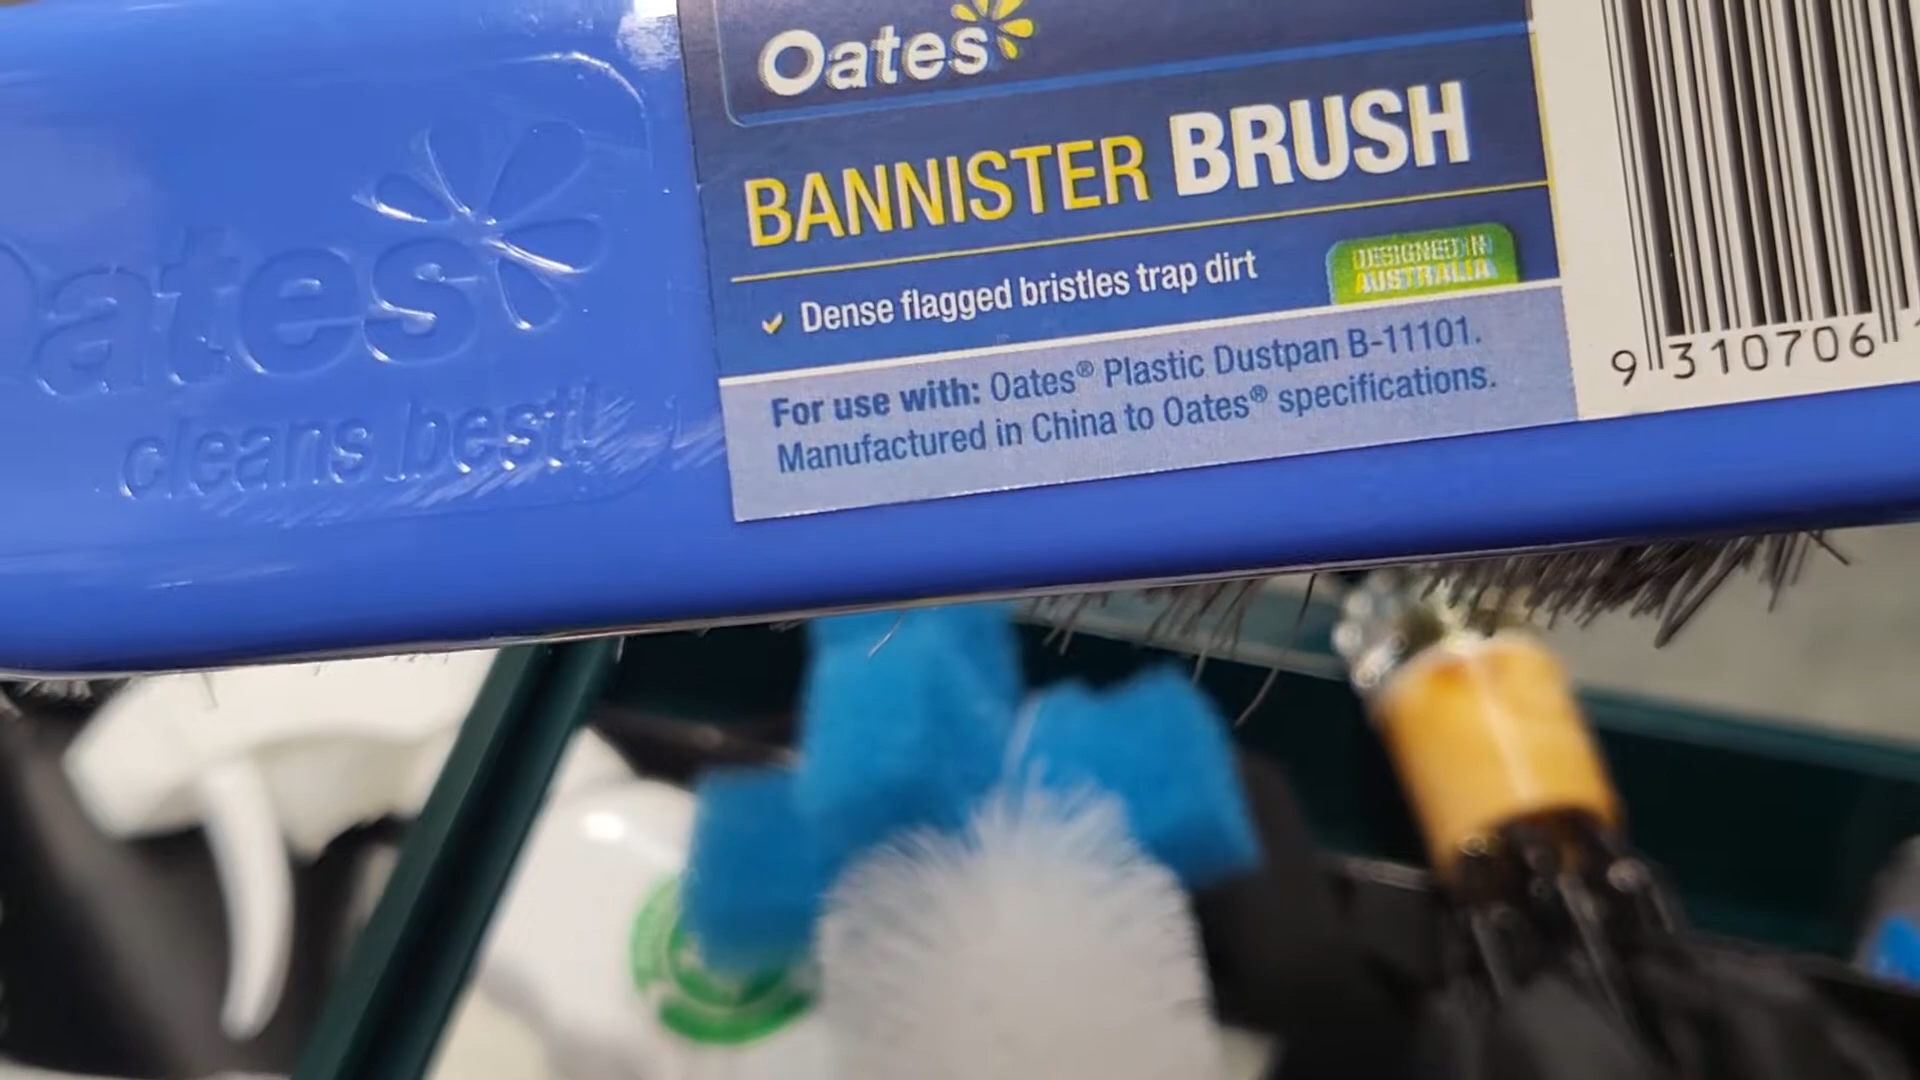 Oates
BANNISTER BRUSH
✓ Dense flagged bristles trap dirt
DESIGNED IN
AUSTRALIA
For use with: Oates® Plastic Dustpan B-11101.
Manufactured in China to Oates® specifications.
9 310706
Oates
cleans best!